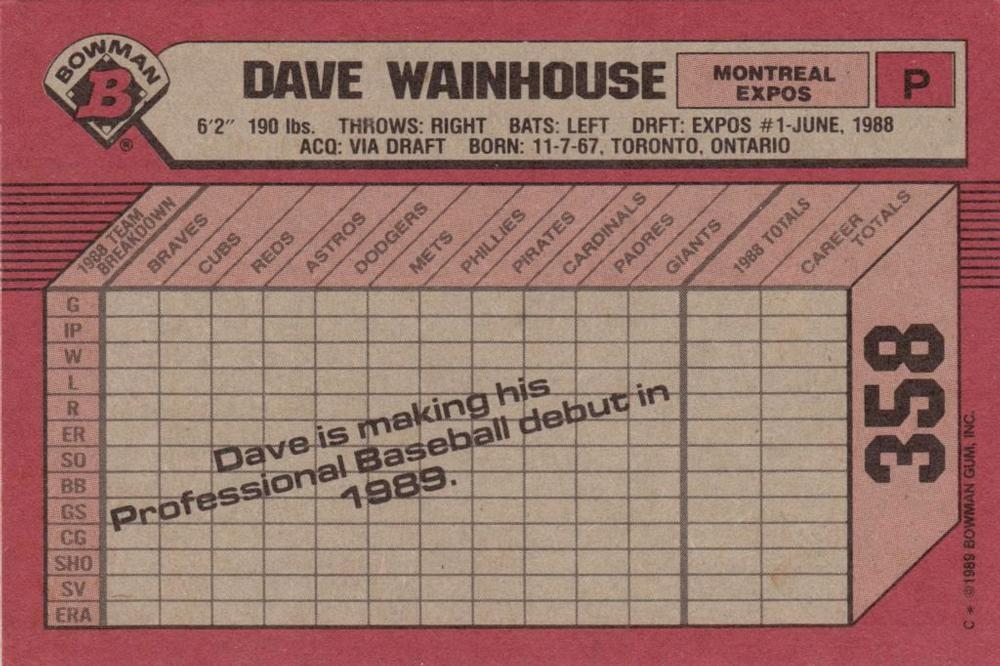 BOWMAN
B
®
DAVE WAINHOUSE
MONTREAL
EXPOS
P
6'2" 190 lbs. THROWS: RIGHT BATS: LEFT DRFT: EXPOS #1-JUNE, 1988
ACQ: VIA DRAFT BORN: 11-7-67, TORONTO, ONTARIO
1988 TEAM
BREAKDOWN
BRAVES
CUBS
REDS
ASTROS
DODGERS
METS
PHILLIES
PIRATES
CARDINALS
PADRES
GIANTS
1988 TOTALS
CAREER
TOTALS
G
IP
W
L
R
ER
SO
BB
GS
CG
SHO
SV
ERA
Dave is making his
Professional Baseball debut in
1989.
358
C * ©1989 BOWMAN GUM, INC.